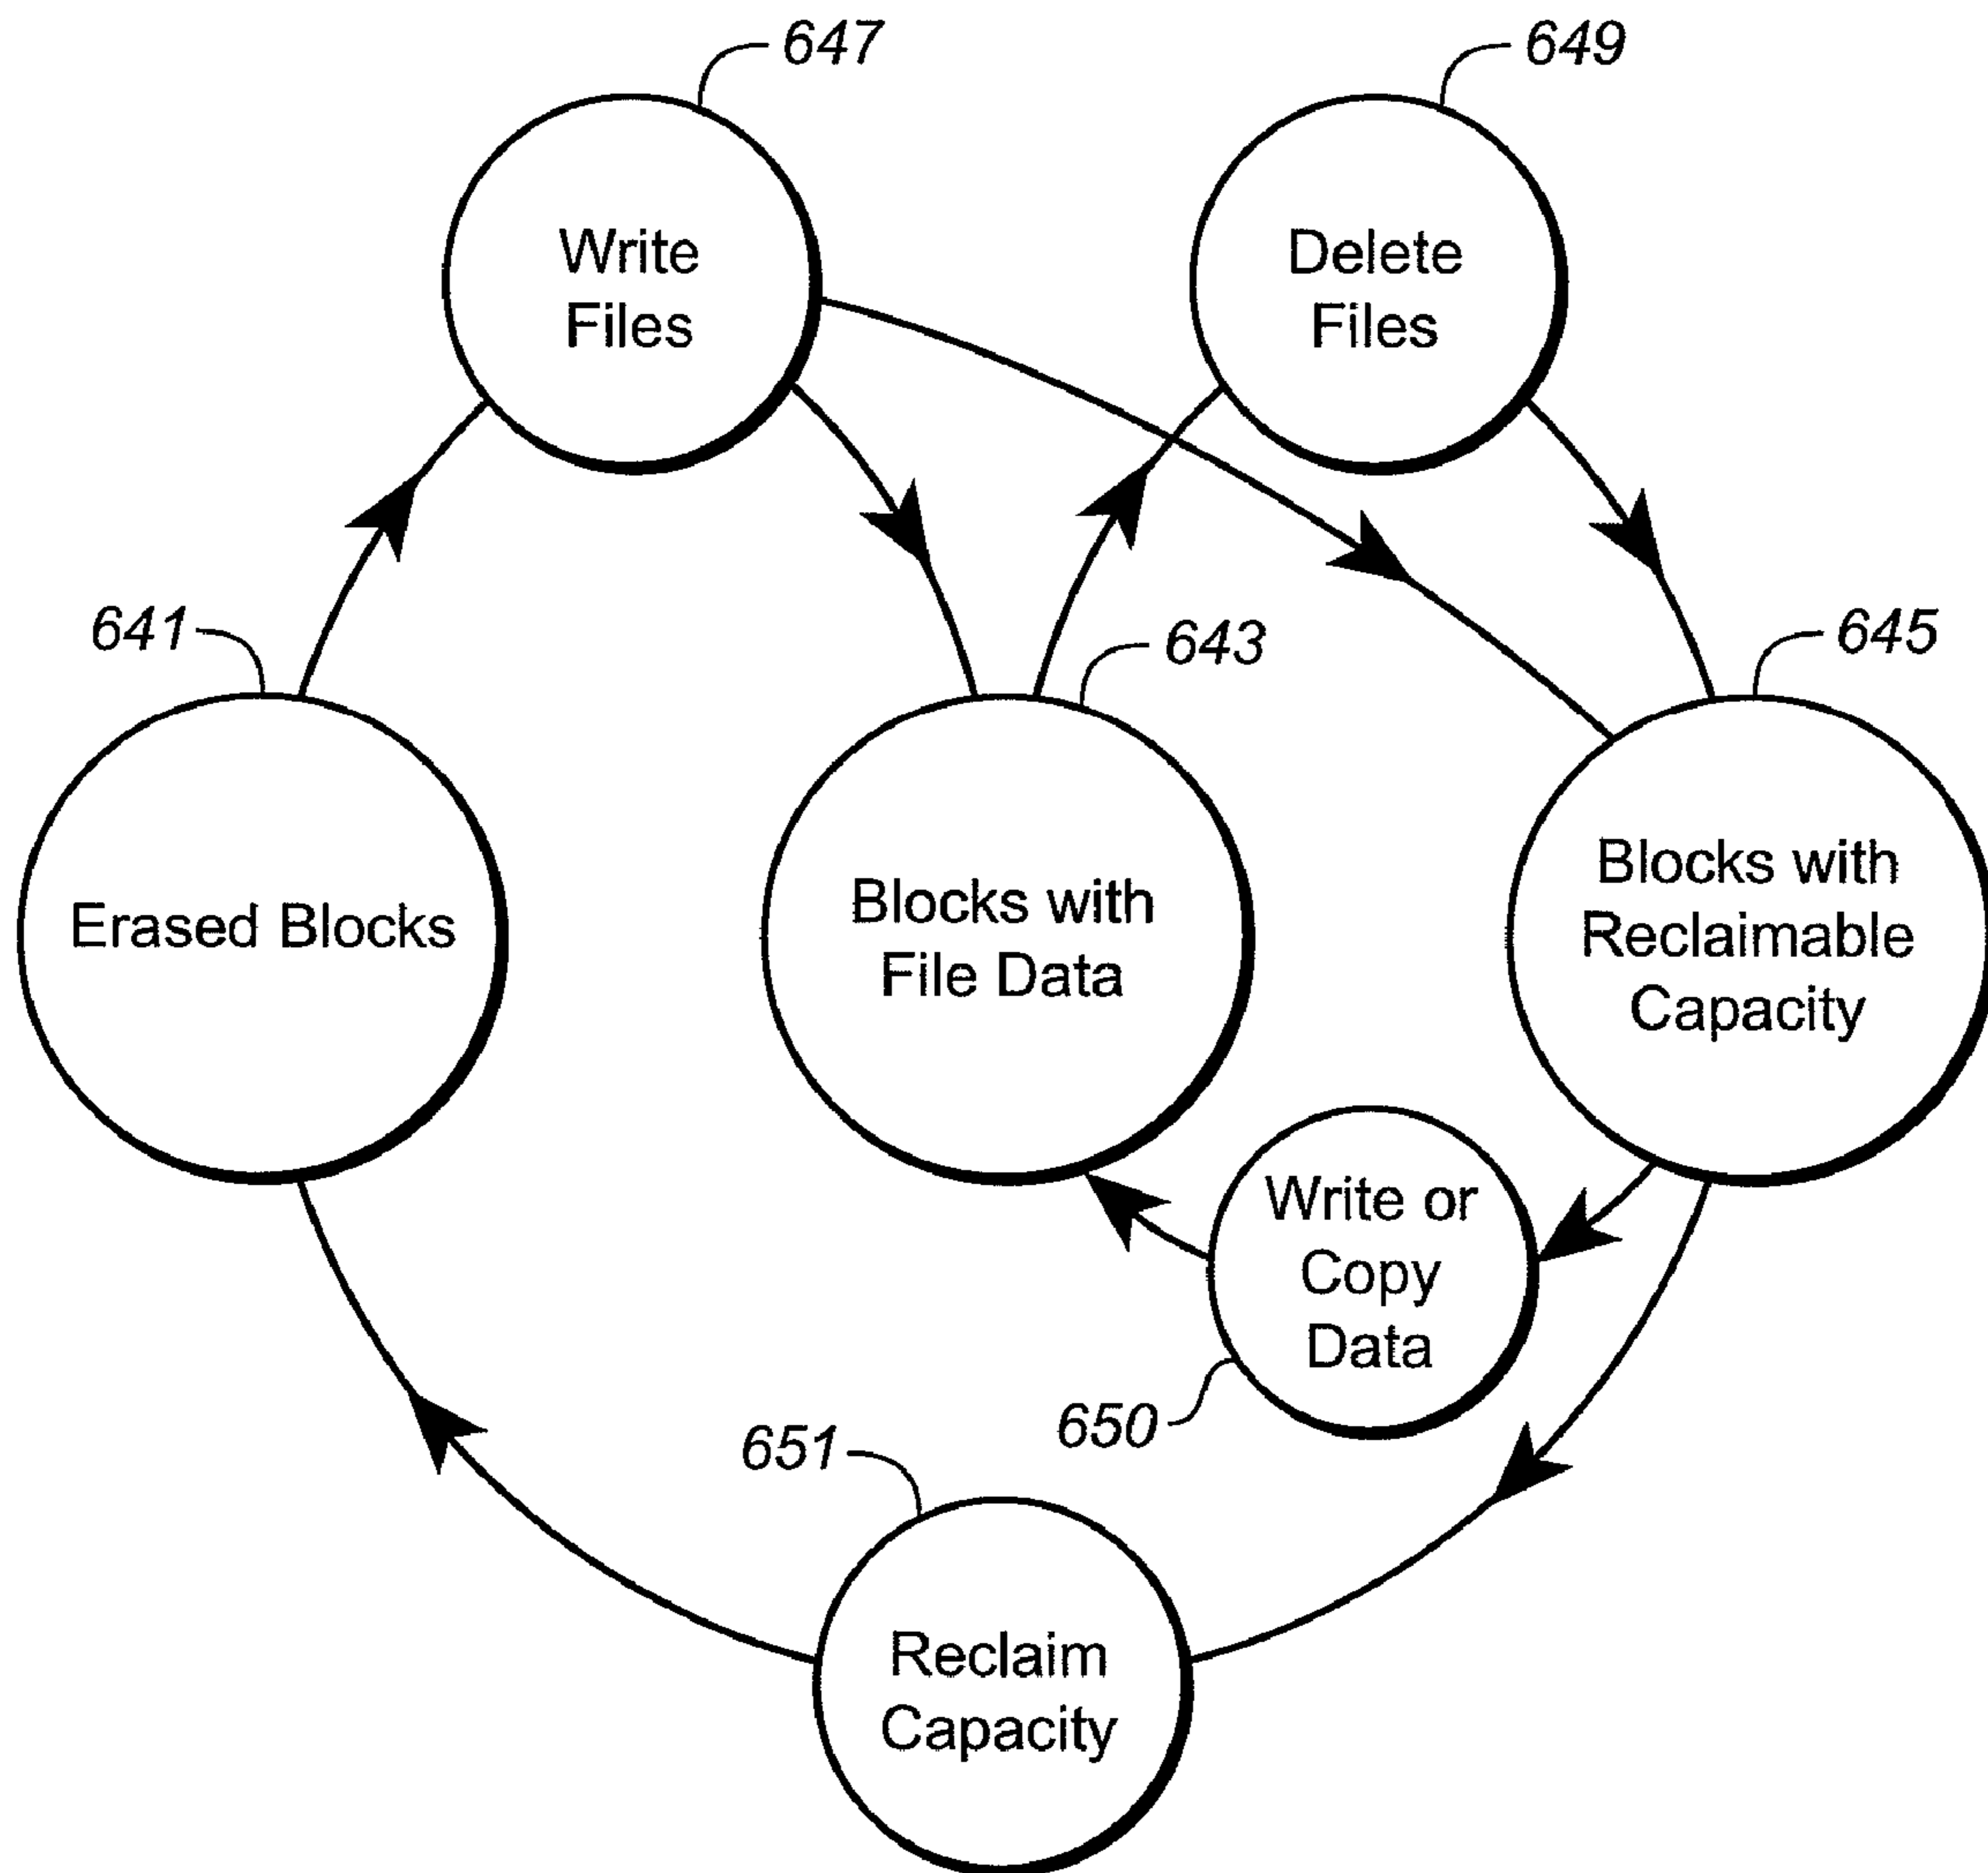 647
649
Write
Files
Delete
Files
641
643
645
Erased Blocks
Blocks with
File Data
Blocks with
Reclaimable
Capacity
Write or
Copy
Data
650
651
Reclaim
Capacity